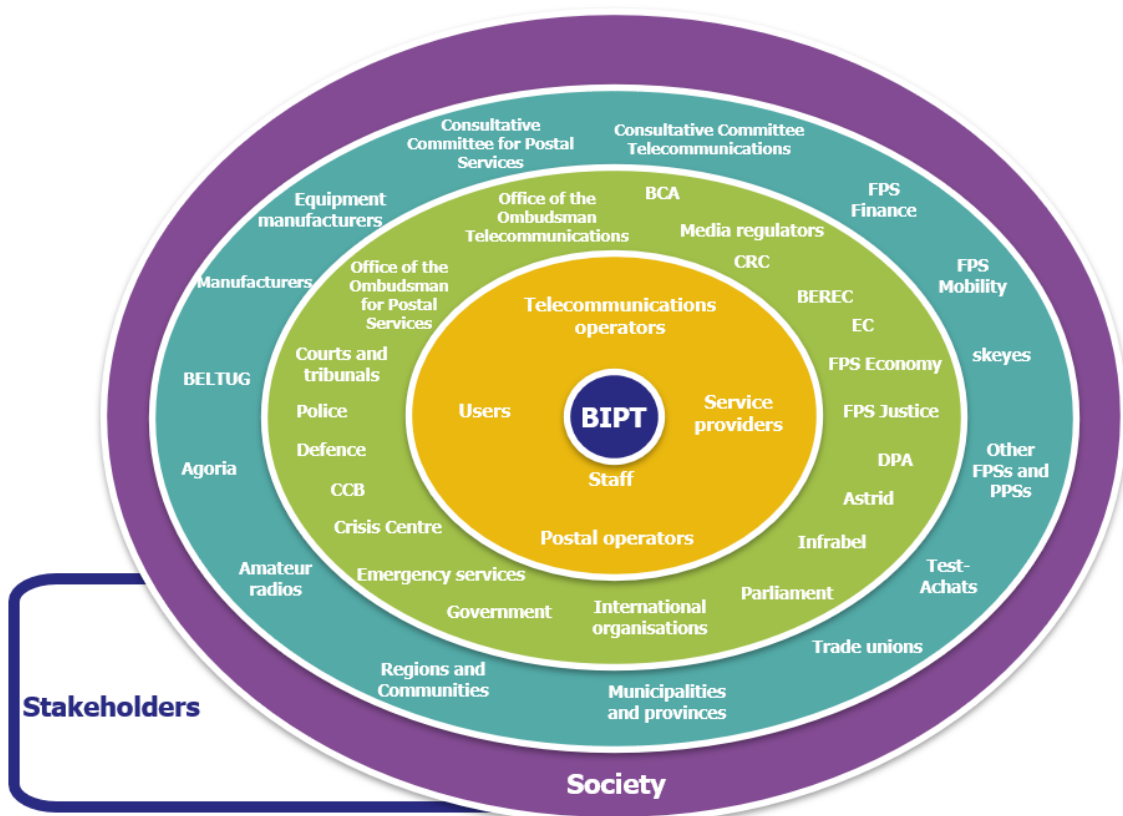 Consultative
Committee for Postal
Services
Consultative Committee
Telecommunications
Equipment
manufacturers
FPS
Finance
Manufacturers
FPS
Mobility
BELTUG
skeyes
Agoria
Other
FPSs and
PPSs
Amateur
radios
Test-
Achats
Regions and
Communities
Municipalities
and provinces
Trade unions
Office of the
Ombudsman
Telecommunications
BCA
Media regulators
CRC
Office of the
Ombudsman
for Postal
Services
BEREC
EC
Courts and
tribunals
FPS Economy
Police
FPS Justice
Defence
DPA
CCB
Astrid
Crisis Centre
Infrabel
Emergency services
Parliament
Government
International
organisations
Telecommunications
operators
Users
BIPT
Service
providers
Staff
Postal operators
Stakeholders
Society